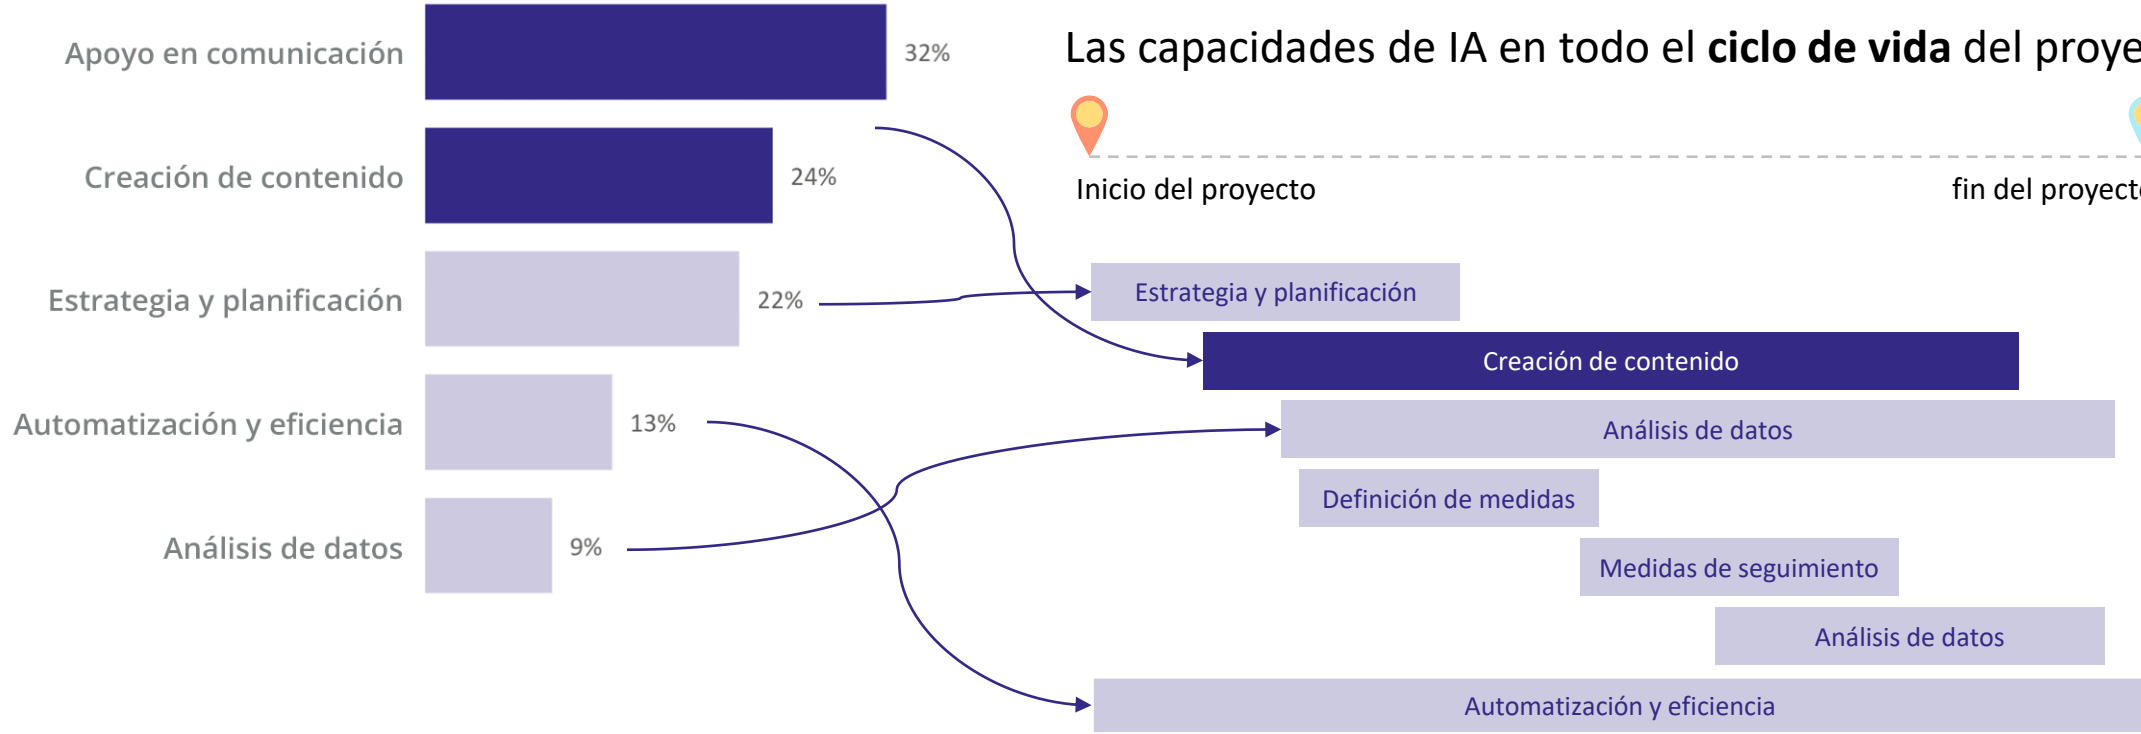 Apoyo en comunicación
32%
Creación de contenido
24%
Estrategia y planificación
22%
Automatización y eficiencia
13%
Análisis de datos
9%
Las capacidades de IA en todo el ciclo de vida del proye
Inicio del proyecto
fin del proyecto
Estrategia y planificación
Creación de contenido
Análisis de datos
Definición de medidas
Medidas de seguimiento
Análisis de datos
Automatización y eficiencia